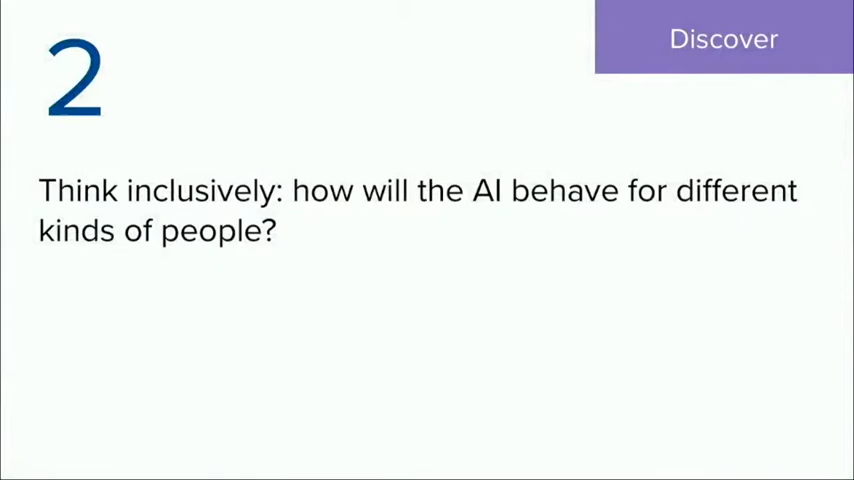 Discover
2
Think inclusively: how will the AI behave for different
kinds of people?